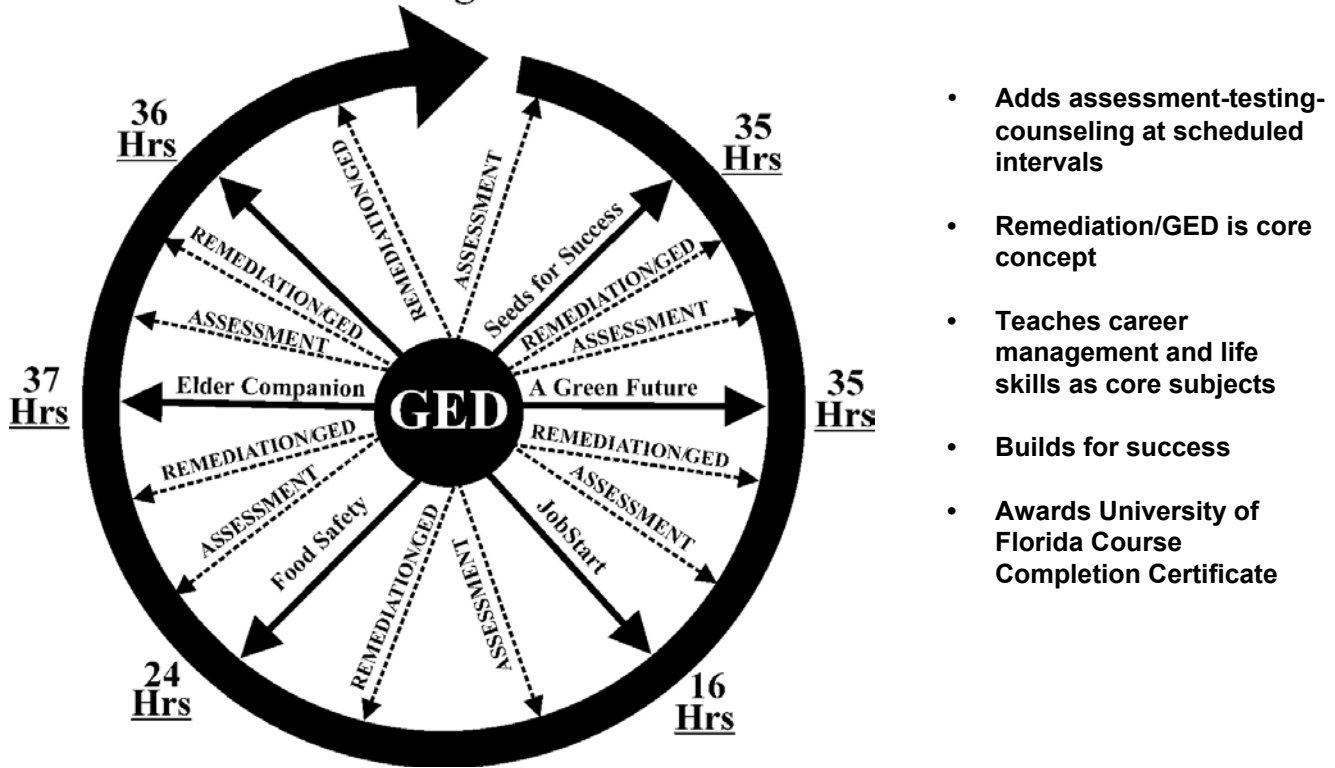 36
Hrs
35
Hrs
REMEDIATION/GED
ASSESSMENT
Seeds for Success
REMEDIATION/GED
ASSESSMENT
A Green Future
35
Hrs
REMEDIATION/GED
ASSESSMENT
JobStart
16
Hrs
ASSESSMENT
REMEDIATION/GED
Food Safety
24
Hrs
ASSESSMENT
REMEDIATION/GED
Elder Companion
37
Hrs
ASSESSMENT
REMEDIATION/GED
GED
• Adds assessment-testing-
counseling at scheduled
intervals
• Remediation/GED is core
concept
• Teaches career
management and life
skills as core subjects
• Builds for success
• Awards University of
Florida Course
Completion Certificate